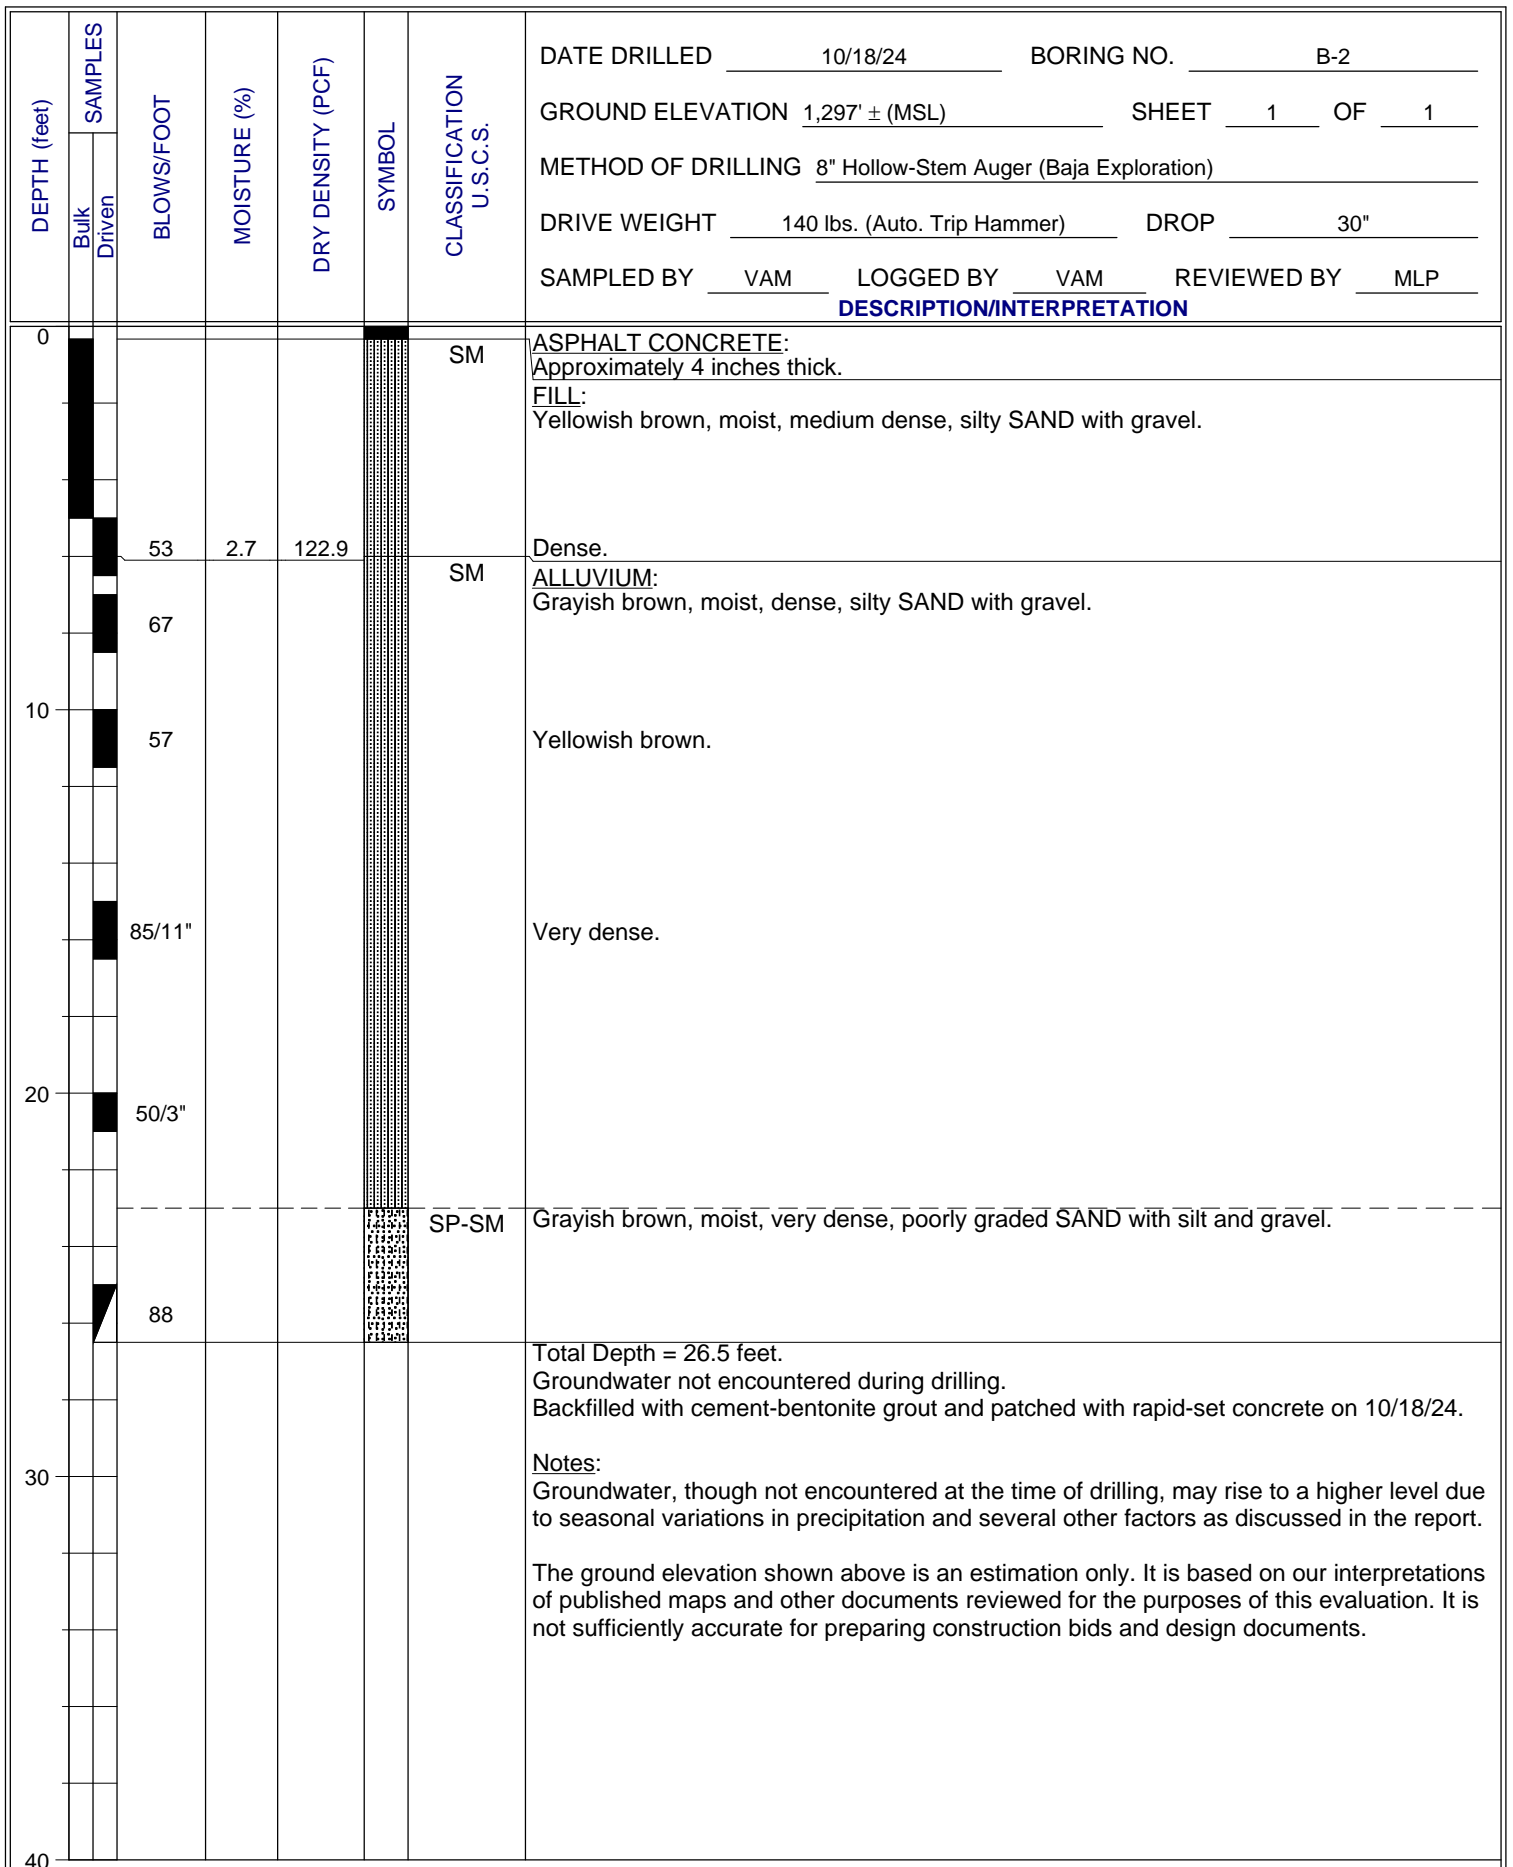 DEPTH (feet)
SAMPLES
Bulk
Driven
BLOWS/FOOT
MOISTURE (%)
DRY DENSITY (PCF)
SYMBOL
CLASSIFICATION
U.S.C.S.
DATE DRILLED 10/18/24 BORING NO. B-2
GROUND ELEVATION 1,297' ± (MSL) SHEET 1 OF 1
METHOD OF DRILLING 8" Hollow-Stem Auger (Baja Exploration)
DRIVE WEIGHT 140 lbs. (Auto. Trip Hammer) DROP 30"
SAMPLED BY VAM LOGGED BY VAM REVIEWED BY MLP
DESCRIPTION/INTERPRETATION
0 SM ASPHALT CONCRETE:
Approximately 4 inches thick.
FILL:
Yellowish brown, moist, medium dense, silty SAND with gravel.
53 2.7 122.9 Dense.
SM ALLUVIUM:
Grayish brown, moist, dense, silty SAND with gravel.
67
10
57 Yellowish brown.
85/11" Very dense.
20
50/3"
SP-SM Grayish brown, moist, very dense, poorly graded SAND with silt and gravel.
88
Total Depth = 26.5 feet.
Groundwater not encountered during drilling.
Backfilled with cement-bentonite grout and patched with rapid-set concrete on 10/18/24.
Notes:
30
Groundwater, though not encountered at the time of drilling, may rise to a higher level due
to seasonal variations in precipitation and several other factors as discussed in the report.
The ground elevation shown above is an estimation only. It is based on our interpretations
of published maps and other documents reviewed for the purposes of this evaluation. It is
not sufficiently accurate for preparing construction bids and design documents.
40